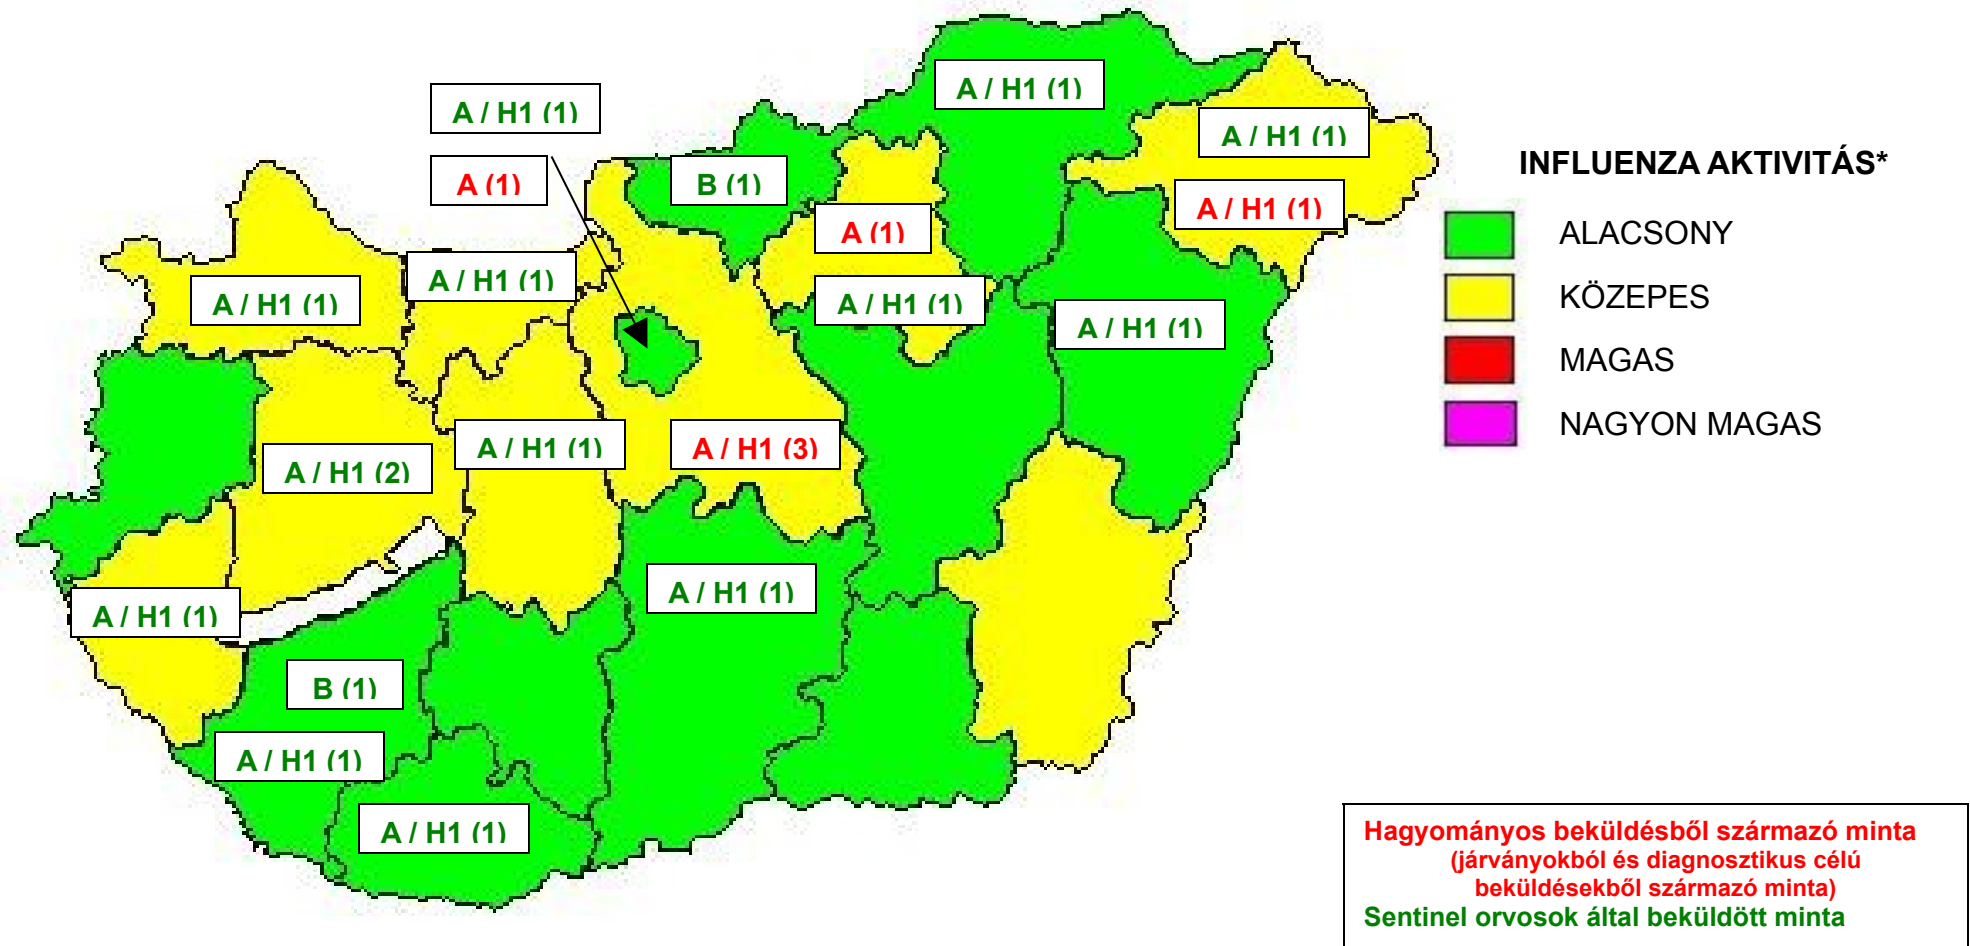 A / H1 (1)
A / H1 (1)
A / H1 (1)
INFLUENZA AKTIVITÁS*
A (1)
B (1)
A / H1 (1)
A (1)
ALACSONY
A / H1 (1)
A / H1 (1)
A / H1 (1)
A / H1 (1)
KÖZEPES
MAGAS
NAGYON MAGAS
A / H1 (2)
A / H1 (1)
A / H1 (3)
A / H1 (1)
A / H1 (1)
B (1)
A / H1 (1)
A / H1 (1)
Hagyományos beküldésből származó minta
(járványokból és diagnosztikus célú
beküldésekből származó minta)
Sentinel orvosok által beküldött minta